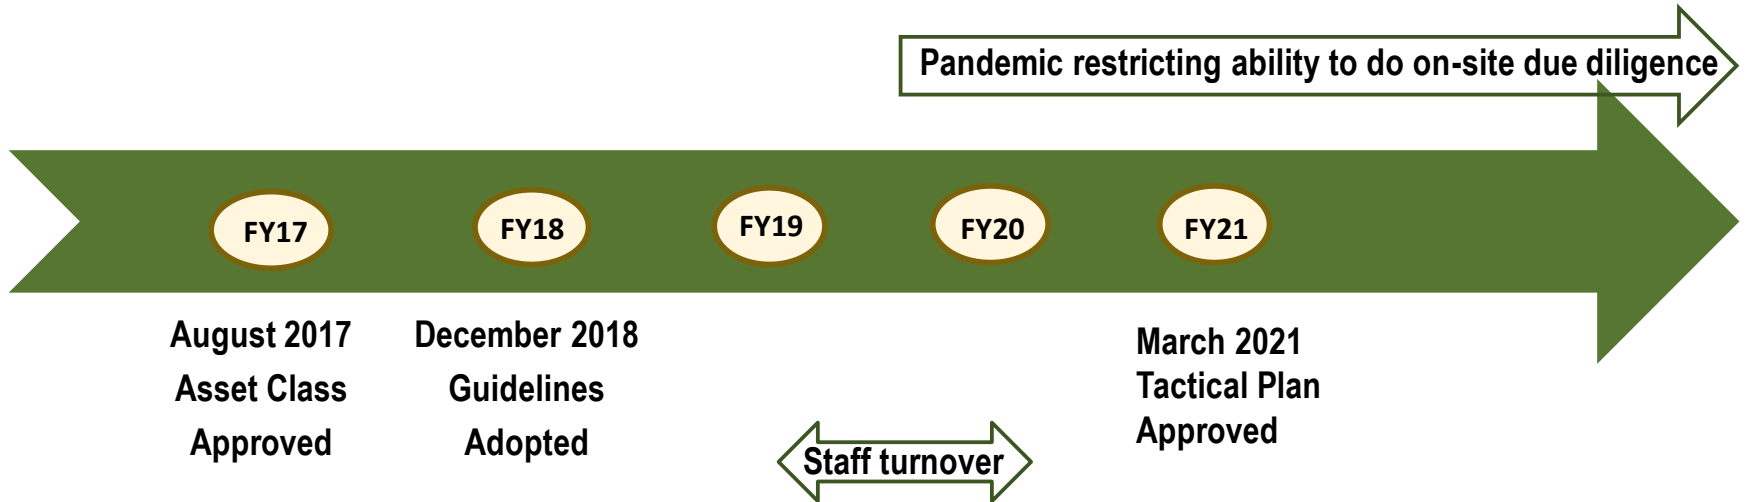 Pandemic restricting ability to do on-site due diligence
FY17
FY18
FY19
FY20
FY21
August 2017
Asset Class
Approved
December 2018
Guidelines
Adopted
March 2021
Tactical Plan
Approved
Staff turnover